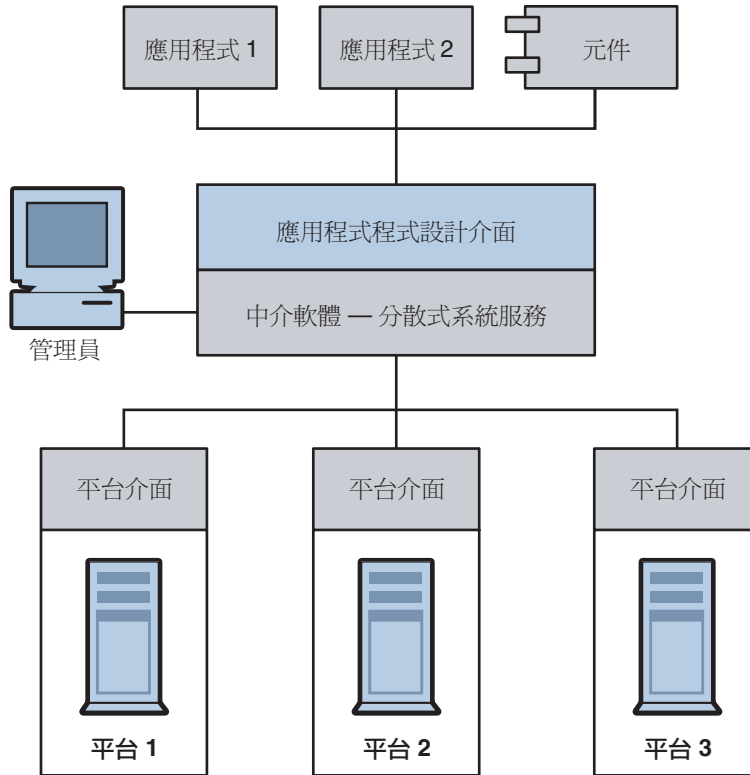 應用程式 1
應用程式 2
元件
應用程式程式設計介面
中介軟體 — 分散式系統服務
管理員
平台介面
平台介面
平台介面
平台 1
平台 2
平台 3